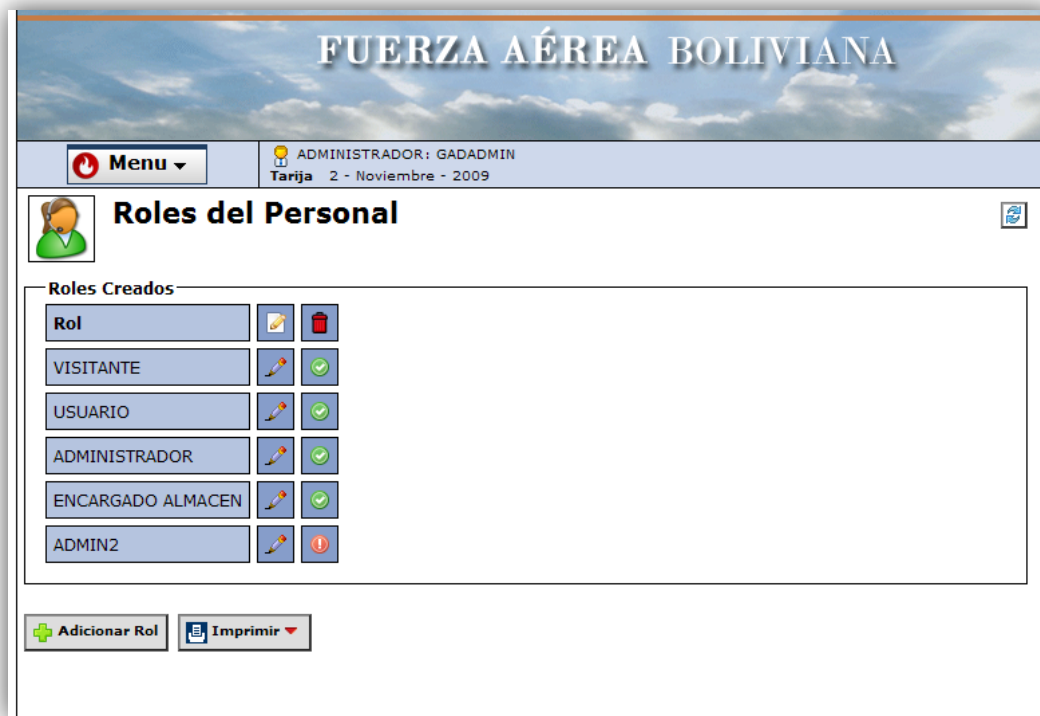 FUERZA AÉREA BOLIVIANA
Menu
ADMINISTRADOR: GADADMIN
Tarija 2 - Noviembre - 2009
Roles del Personal
Roles Creados
Rol
VISITANTE
USUARIO
ADMINISTRADOR
ENCARGADO ALMACEN
ADMIN2
Adicionar Rol
Imprimir